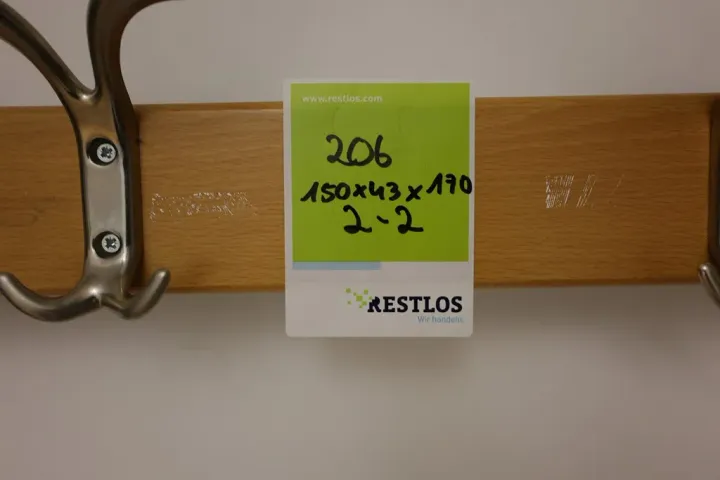 www.restlos.com
206
150x43x170
2-2
RESTLOS
Wir handeln